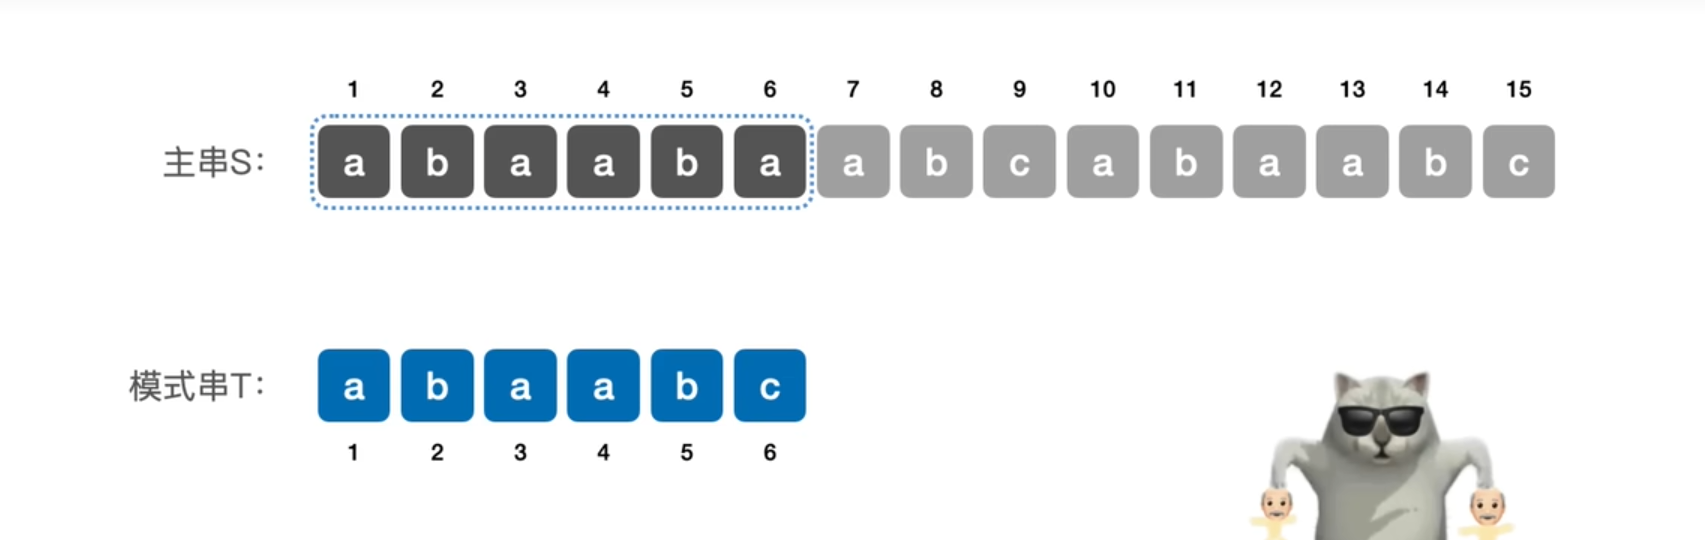 1 2 3 4 5 6 7 8 9 10 11 12 13 14 15
主串S: a b a a b a a b c a b a a b c
模式串T: a b a a b c
1 2 3 4 5 6